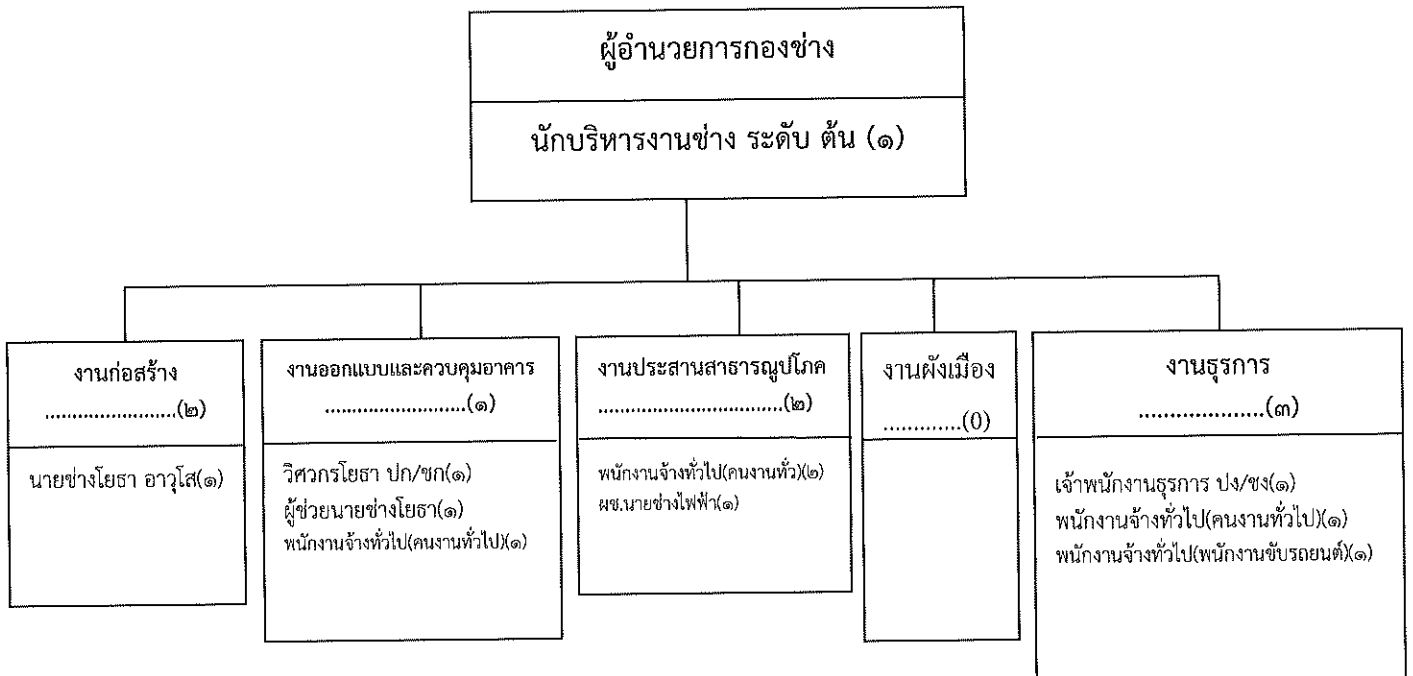 ผู้อำนวยการกองช่าง
นักบริหารงานช่าง ระดับ ต้น (๑)
งานก่อสร้าง
........................(๒)
นายช่างโยธา อาวุโส(๑)
งานออกแบบและควบคุมอาคาร
..........................(๑)
วิศวกรโยธา ปก/ชก(๑)
ผู้ช่วยนายช่างโยธา(๑)
พนักงานจ้างทั่วไป(คนงานทั่วไป)(๑)
งานประสานสาธารณูปโภค
.................................(๒)
พนักงานจ้างทั่วไป(คนงานทั่ว)(๒)
ผช.นายช่างไฟฟ้า(๑)
งานผังเมือง
.............(0)
งานธุรการ
....................(๓)
เจ้าพนักงานธุรการ ปง/ชง(๑)
พนักงานจ้างทั่วไป(คนงานทั่วไป)(๑)
พนักงานจ้างทั่วไป(พนักงานขับรถยนต์)(๑)